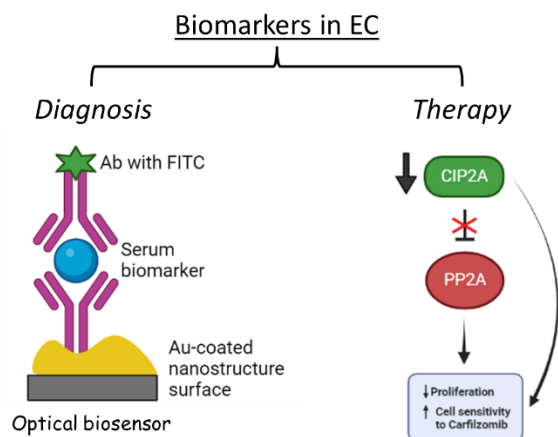 Biomarkers in EC
Diagnosis
Therapy
Ab with FITC
Serum
biomarker
Au-coated
nanostructure
surface
Optical biosensor
CIP2A
PP2A
↓Proliferation
↑ Cell sensitivity
to Carfilzomib